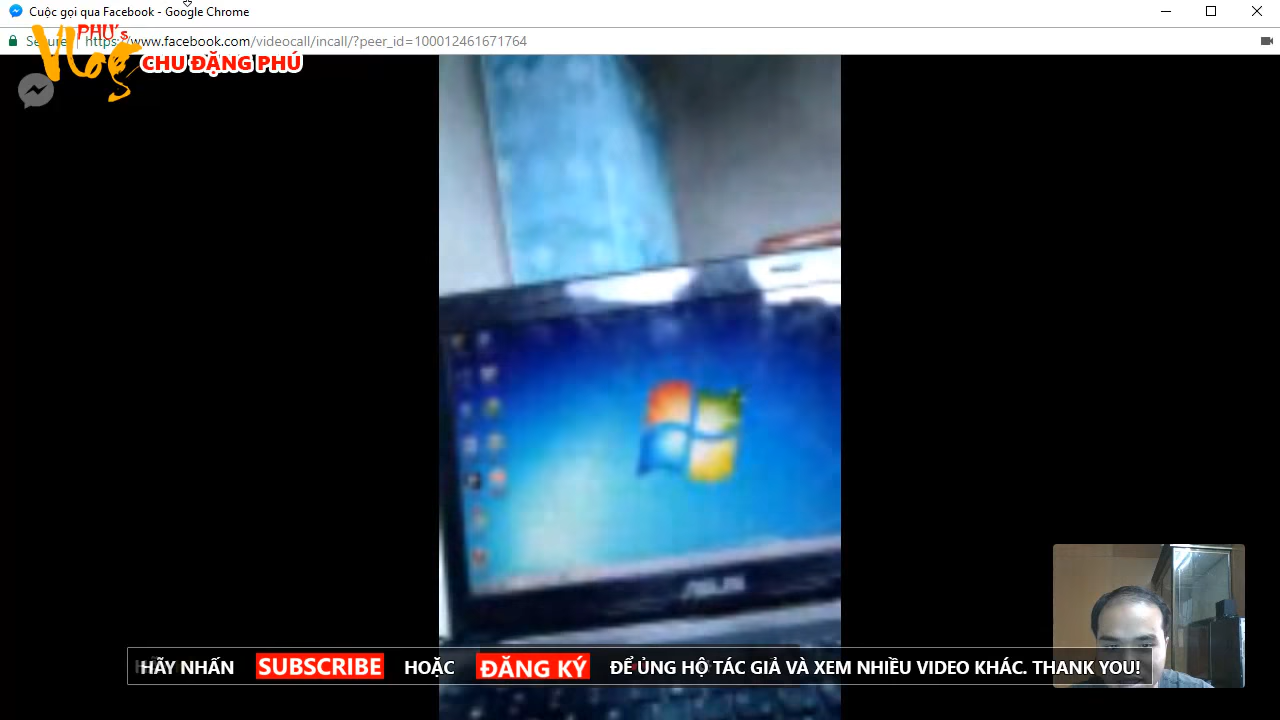 Cuộc gọi qua Facebook - Google Chrome
Secure https://www.facebook.com/videocall/incall/?peer_id=100012461671764
PHÚ's
Vlog
CHU ĐẶNG PHÚ
ASUS
HÃY NHẤN SUBSCRIBE HOẶC ĐĂNG KÝ ĐỂ ỦNG HỘ TÁC GIẢ VÀ XEM NHIỀU VIDEO KHÁC. THANK YOU!